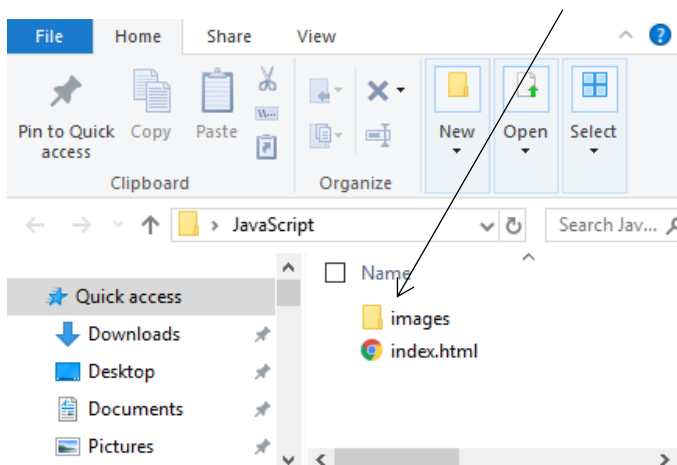 File Home Share View
Pin to Quick access Copy Paste
New Open Select
Clipboard Organize
JavaScript Search Jav...
Name
Quick access
images
Downloads
index.html
Desktop
Documents
Pictures